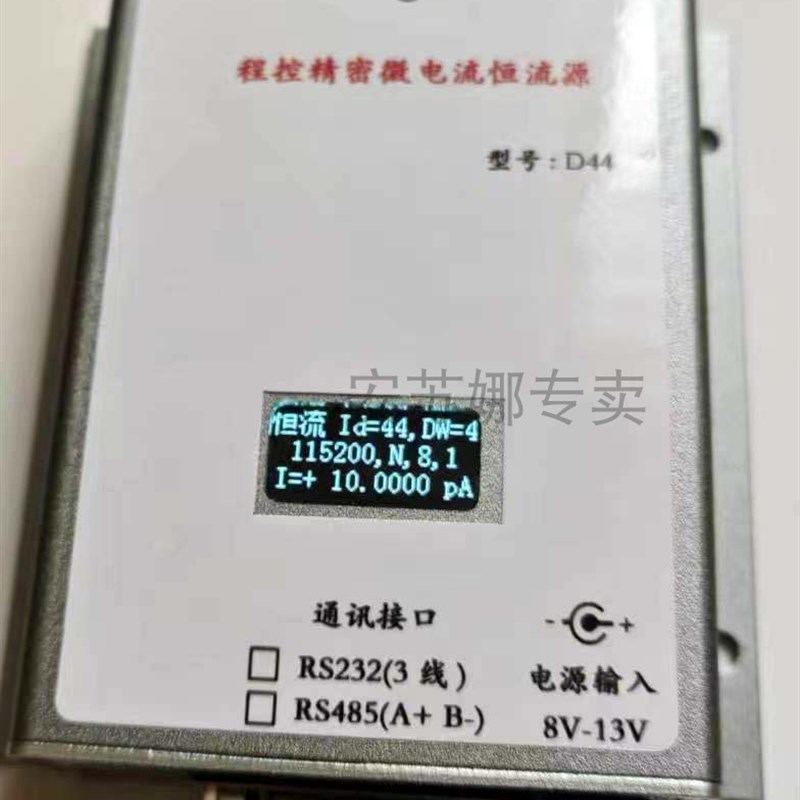 程控精密微电流恒流源
型号：D44
安芯娜专卖
恒流 Id=44,DW=4
115200,N,8,1
I=+ 10.0000 pA
通讯接口
- +
RS232(3 线)
电源输入
RS485(A+ B-)
8V-13V